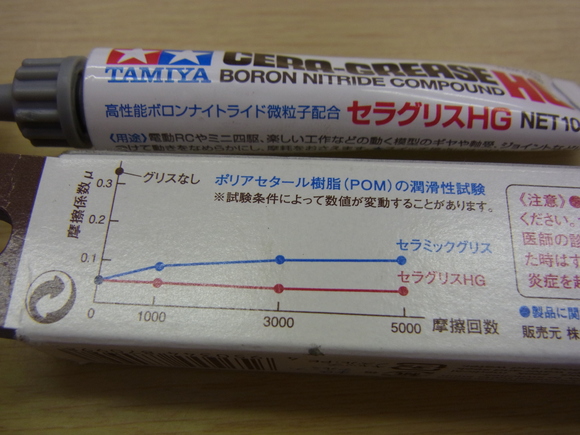 CERA-GREASE HG
TAMIYA
BORON NITRIDE COMPOUND
高性能ボロンナイトライド微粒子配合 セラグリスHG NET10
《用途》電動RCやミニ四駆、楽しい工作などの動く模型のギヤや軸受、ジョイントなど
摩擦係数μ
0.3
0.1
0
グリスなし
ポリアセタール樹脂(POM)の潤滑性試験
※試験条件によって数値が変動することがあります。
セラミックグリス
セラグリスHG
1000
3000
5000
摩擦回数
《注意》
ください。
医師の診
た時はす
炎症を起
●製品に関
販売元 株